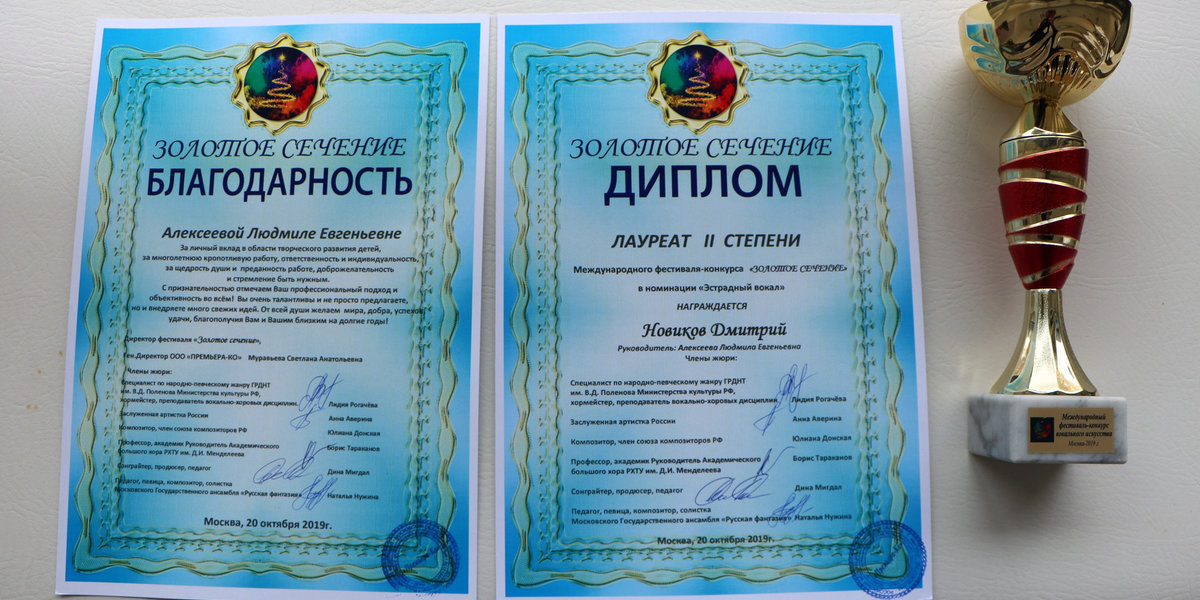 ЗОЛОТОЕ СЕЧЕНИЕ
БЛАГОДАРНОСТЬ
Алексеевой Людмиле Евгеньевне
За личный вклад в области творческого развития детей,
за многолетнюю кропотливую работу, ответственность и индивидуальность,
за щедрость души и преданность работе, доброжелательность
и стремление быть нужным.
С признательностью отмечаем Ваш профессиональный подход и
объективность во всём! Вы очень талантливы и не просто предлагаете,
но и внедряете много свежих идей. От всей души желаем мира, добра, успехов,
удачи, благополучия Вам и Вашим близким на долгие годы!
Директор фестиваля «Золотое сечение»,
Ген.Директор ООО «ПРЕМЬЕРА-КО» Муравьева Светлана Анатольевна
Члены жюри:
Специалист по народно-певческому жанру ГРДНТ
им. В.Д. Поленова Министерства культуры РФ,
хормейстер, преподаватель вокально-хоровых дисциплин Лидия Рогачёва
Заслуженная артистка России Анна Аверина
Композитор, член союза композиторов РФ Юлиана Донская
Профессор, академик Руководитель Академического
большого хора РХТУ им. Д.И. Менделеева Борис Тараканов
Сонграйтер, продюсер, педагог Дина Мигдал
Педагог, певица, композитор, солистка
Московского Государственного ансамбля «Русская фантазия» Наталья Нужина
Москва, 20 октября 2019г.
ЗОЛОТОЕ СЕЧЕНИЕ
ДИПЛОМ
ЛАУРЕАТ II СТЕПЕНИ
Международного фестиваля-конкурса «ЗОЛОТОЕ СЕЧЕНИЕ»
в номинации «Эстрадный вокал»
НАГРАЖДАЕТСЯ
Новиков Дмитрий
Руководитель: Алексеева Людмила Евгеньевна
Члены жюри:
Специалист по народно-певческому жанру ГРДНТ
им. В.Д. Поленова Министерства культуры РФ,
хормейстер, преподаватель вокально-хоровых дисциплин Лидия Рогачёва
Заслуженная артистка России Анна Аверина
Композитор, член союза композиторов РФ Юлиана Донская
Профессор, академик Руководитель Академического
большого хора РХТУ им. Д.И. Менделеева Борис Тараканов
Сонграйтер, продюсер, педагог Дина Мигдал
Педагог, певица, композитор, солистка
Московского Государственного ансамбля «Русская фантазия» Наталья Нужина
Москва, 20 октября 2019г.
Международный
фестиваль-конкурс
вокального искусства
Москва-2019 г.